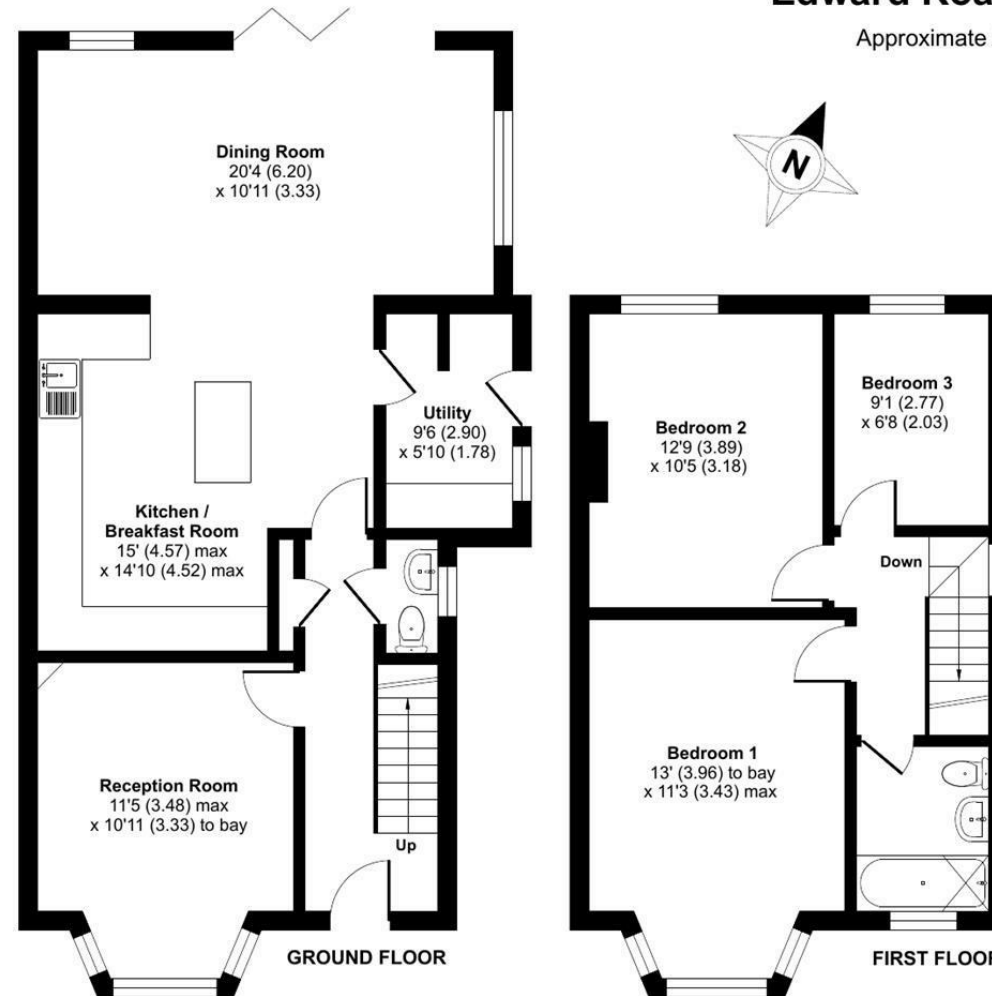 Edward Roa
Approximate
N
Dining Room
20'4 (6.20)
x 10'11 (3.33)
Utility
9'6 (2.90)
x 5'10 (1.78)
Kitchen /
Breakfast Room
15' (4.57) max
x 14'10 (4.52) max
Reception Room
11'5 (3.48) max
x 10'11 (3.33) to bay
Up
GROUND FLOOR
Bedroom 2
12'9 (3.89)
x 10'5 (3.18)
Bedroom 3
9'1 (2.77)
x 6'8 (2.03)
Down
Bedroom 1
13' (3.96) to bay
x 11'3 (3.43) max
FIRST FLOOR